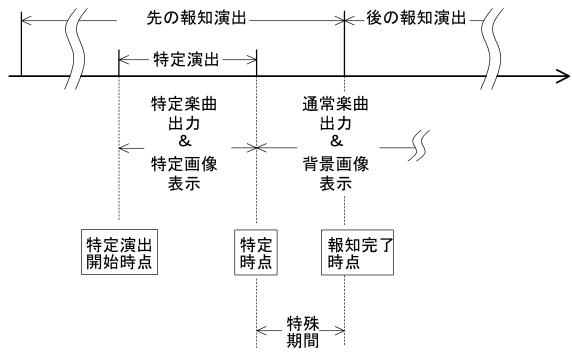 先の報知演出
後の報知演出
特定演出
特定楽曲
出力
&
特定画像
表示
通常楽曲
出力
&
背景画像
表示
特定演出
開始時点
特定
時点
報知完了
時点
特殊
期間